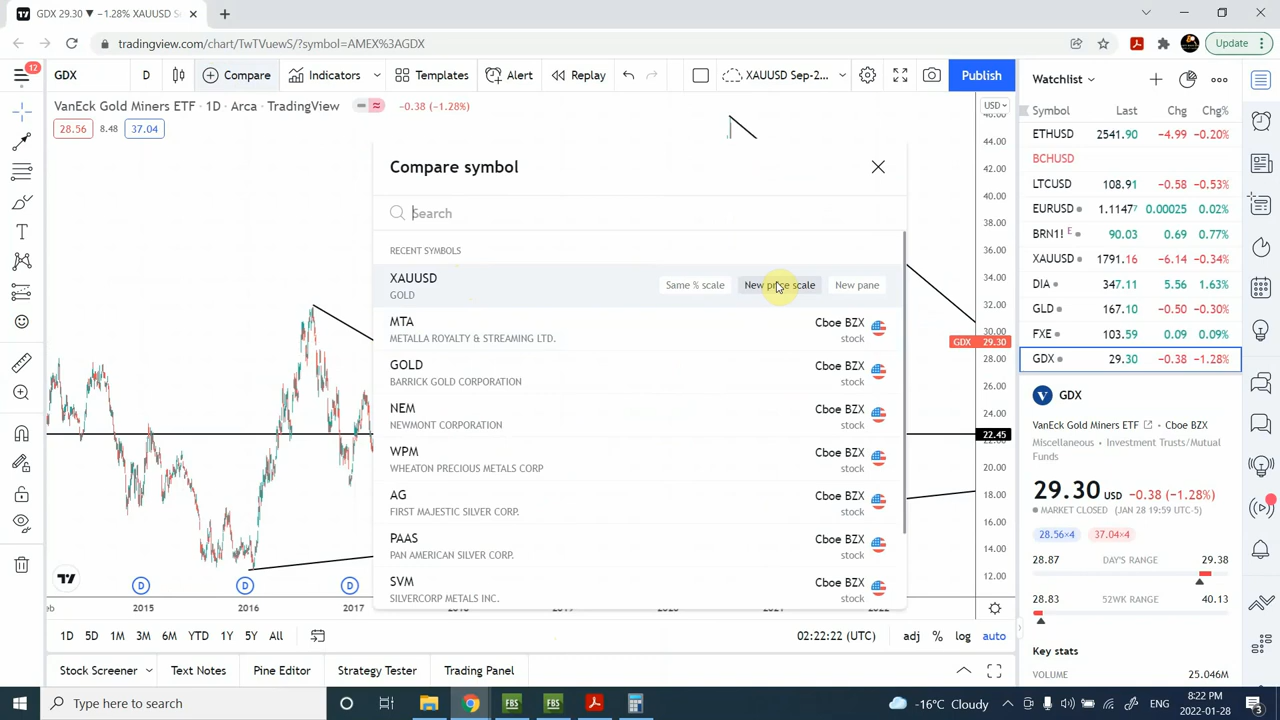 GDX 29.30 ▼ −1.28% XAUUSD Se
tradingview.com/chart/TwTVuewS/?symbol=AMEX%3AGDX
Update
12
GDX
D
Compare
Indicators
Templates
Alert
Replay
XAUUSD Sep-2...
Publish
VanEck Gold Miners ETF · 1D · Arca · TradingView
−0.38 (−1.28%)
28.56
8.48
37.04
USD
46.00
44.00
42.00
40.00
38.00
36.00
34.00
32.00
30.00
GDX 29.30
28.00
26.00
24.00
22.45
20.00
18.00
16.00
14.00
12.00
Compare symbol
Search
RECENT SYMBOLS
XAUUSD
GOLD
Same % scale
New price scale
New pane
MTA
METALLA ROYALTY & STREAMING LTD.
Cboe BZX
stock
GOLD
BARRICK GOLD CORPORATION
Cboe BZX
stock
NEM
NEWMONT CORPORATION
Cboe BZX
stock
WPM
WHEATON PRECIOUS METALS CORP
Cboe BZX
stock
AG
FIRST MAJESTIC SILVER CORP.
Cboe BZX
stock
PAAS
PAN AMERICAN SILVER CORP.
Cboe BZX
stock
SVM
SILVERCORP METALS INC.
Cboe BZX
stock
D
D
D
2015
2016
2017
2018
2019
2020
2021
2022
1D 5D 1M 3M 6M YTD 1Y 5Y All
02:22:22 (UTC)
adj % log auto
Stock Screener
Text Notes
Pine Editor
Strategy Tester
Trading Panel
Watchlist
Symbol Last Chg Chg%
ETHUSD 2541.90 −4.99 −0.20%
BCHUSD
LTCUSD 108.91 −0.58 −0.53%
EURUSD 1.1147 0.00025 0.02%
BRN1! E 90.03 0.69 0.77%
XAUUSD 1791.16 −6.14 −0.34%
DIA 347.11 5.56 1.63%
GLD 167.10 −0.50 −0.30%
FXE 103.59 0.09 0.09%
GDX 29.30 −0.38 −1.28%
GDX
VanEck Gold Miners ETF · Cboe BZX
Miscellaneous · Investment Trusts/Mutual
Funds
29.30 USD −0.38 (−1.28%)
MARKET CLOSED (JAN 28 19:59 UTC-5)
28.56×4
37.04×4
28.87 DAY'S RANGE 29.38
28.83 52WK RANGE 40.13
Key stats
VOLUME 25.046M
Type here to search
FBS
FBS
-16°C Cloudy
8:22 PM
2022-01-28
3